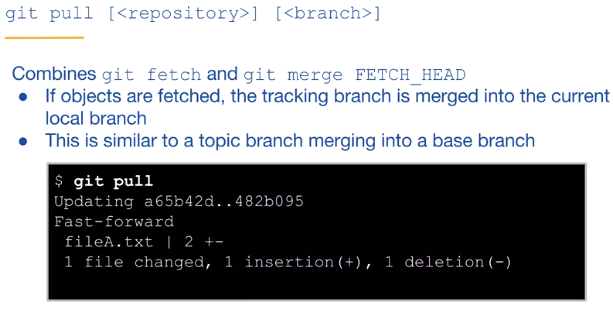 git pull [<repository>] [<branch>]
Combines git fetch and git merge FETCH_HEAD
● If objects are fetched, the tracking branch is merged into the current
local branch
● This is similar to a topic branch merging into a base branch
$ git pull
Updating a65b42d..482b095
Fast-forward
fileA.txt | 2 +-
1 file changed, 1 insertion(+), 1 deletion(-)